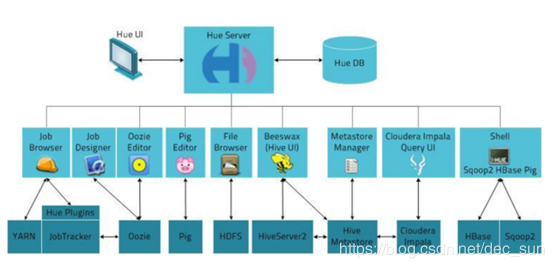 Hue UI
Hue Server
Hue DB
Job
Browser
Job
Designer
Oozie
Editor
Pig
Editor
File
Browser
Beeswax
(Hive UI)
Metastore
Manager
Cloudera Impala
Query UI
Shell
Sqoop2 HBase Pig
Hue Plugins
YARN
JobTracker
Oozie
Pig
HDFS
HiveServer2
Hive
Metastore
Cloudera
Impala
HBase
Sqoop2
https://blog.csdn.net/dec_sun